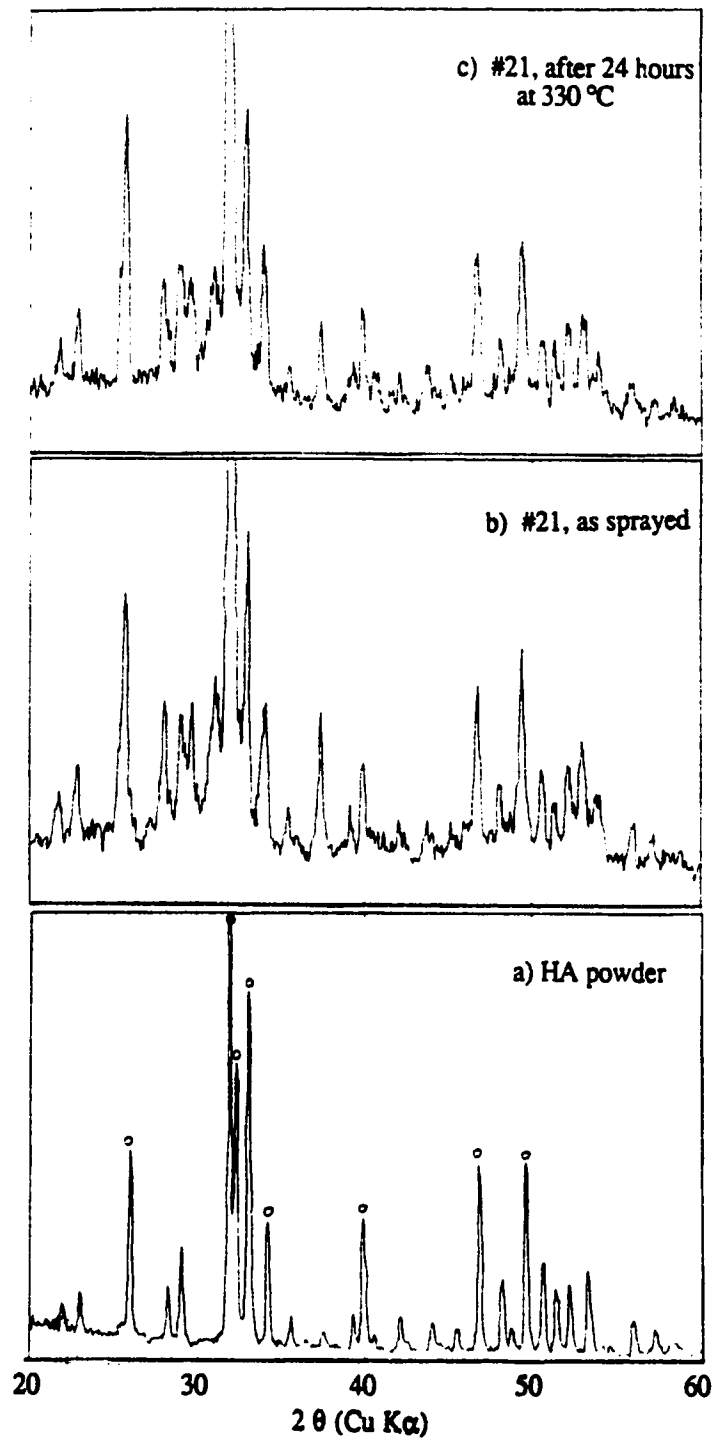 c) #21, after 24 hours
at 330 °C
b) #21, as sprayed
a) HA powder
20 30 40 50 60
2 θ (Cu Kα)